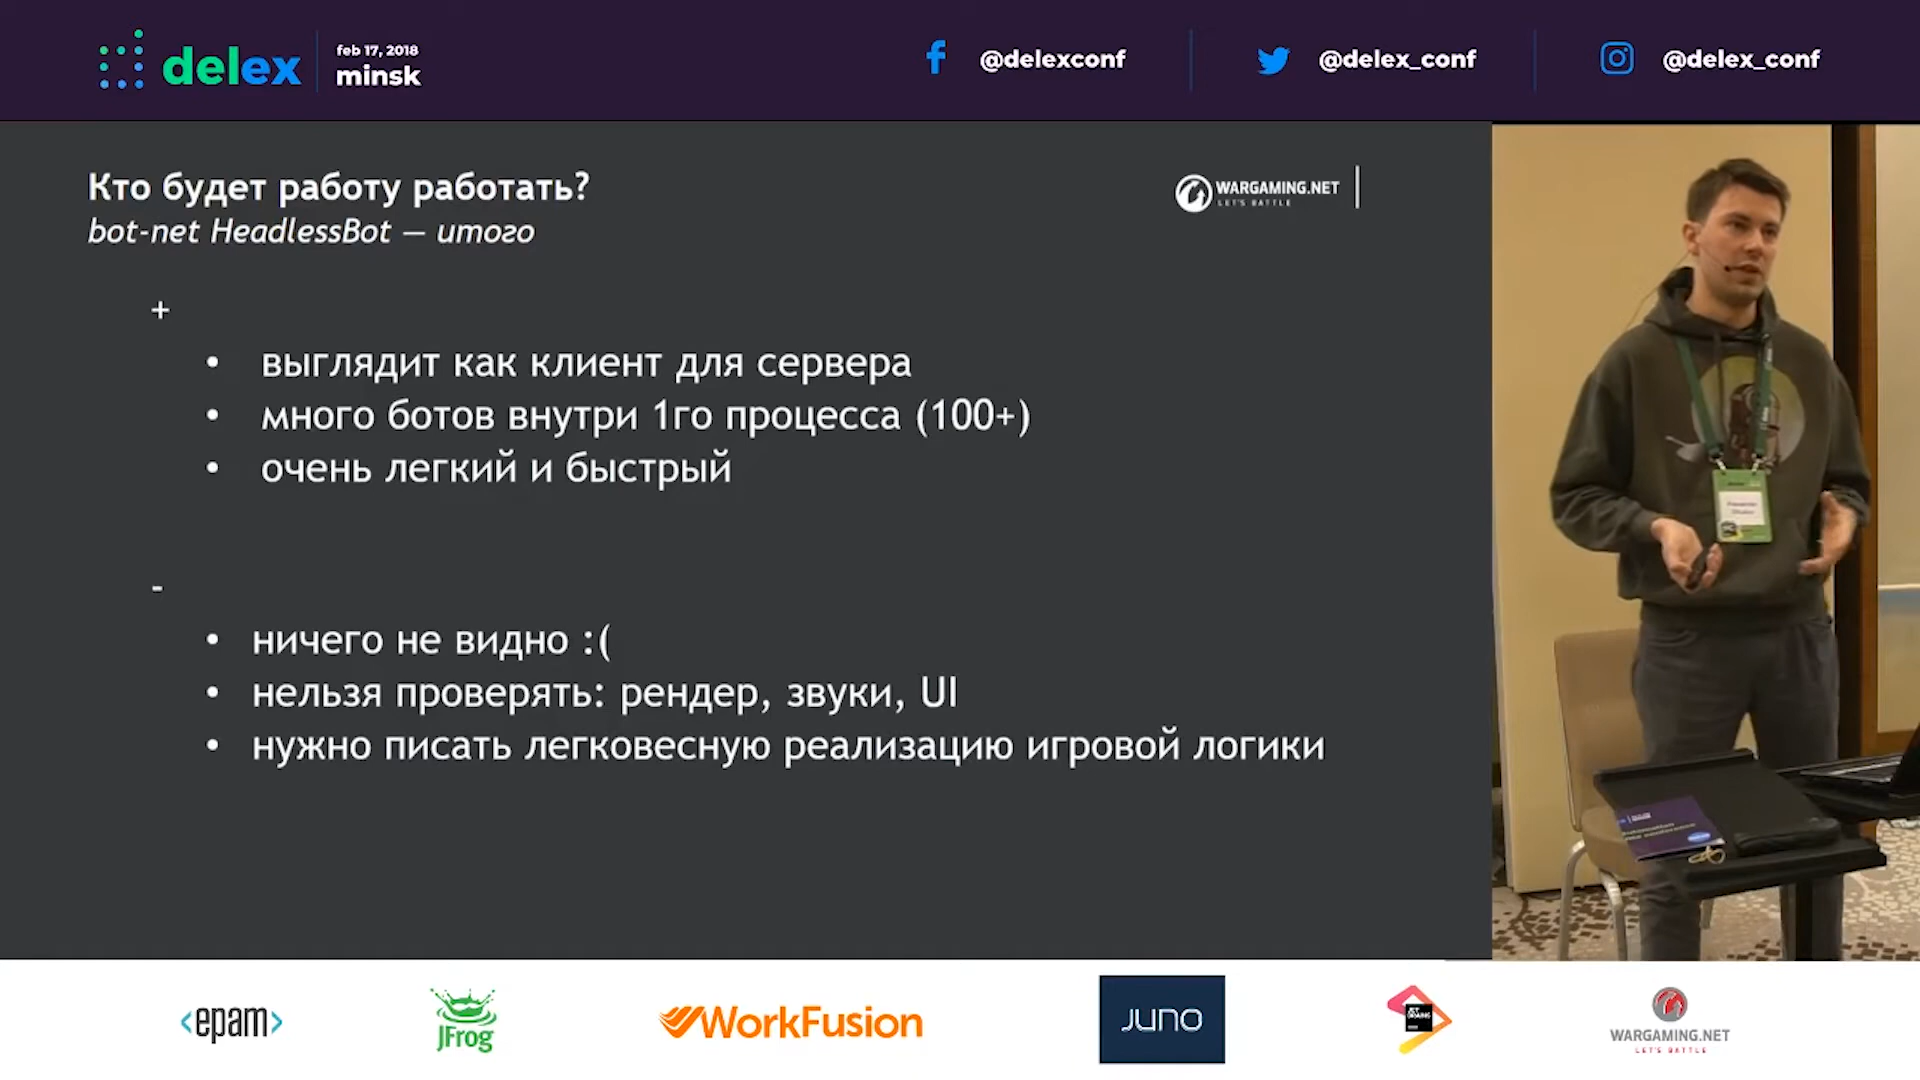 delex
feb 17, 2018
minsk
@delexconf
@delex_conf
@delex_conf
Кто будет работу работать?
bot-net HeadlessBot — итого
WARGAMING.NET
LET'S BATTLE
+
• выглядит как клиент для сервера
• много ботов внутри 1го процесса (100+)
• очень легкий и быстрый
-
• ничего не видно :(
• нельзя проверять: рендер, звуки, UI
• нужно писать легковесную реализацию игровой логики
<epam>
JFrog
WorkFusion
JUNO
JET
BRAINS
WARGAMING.NET
LET'S BATTLE